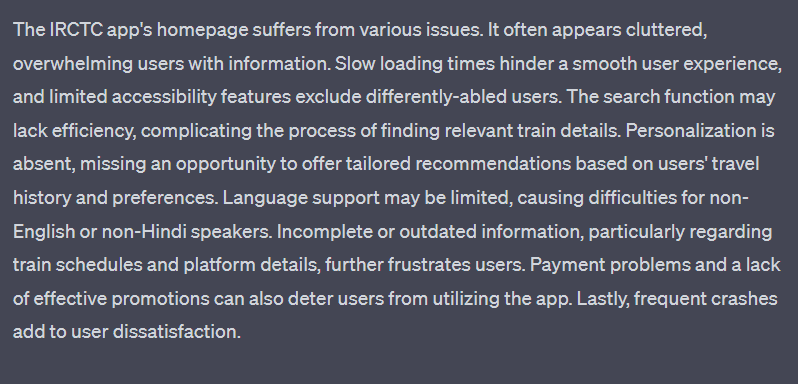 The IRCTC app's homepage suffers from various issues. It often appears cluttered,
overwhelming users with information. Slow loading times hinder a smooth user experience,
and limited accessibility features exclude differently-abled users. The search function may
lack efficiency, complicating the process of finding relevant train details. Personalization is
absent, missing an opportunity to offer tailored recommendations based on users' travel
history and preferences. Language support may be limited, causing difficulties for non-
English or non-Hindi speakers. Incomplete or outdated information, particularly regarding
train schedules and platform details, further frustrates users. Payment problems and a lack
of effective promotions can also deter users from utilizing the app. Lastly, frequent crashes
add to user dissatisfaction.